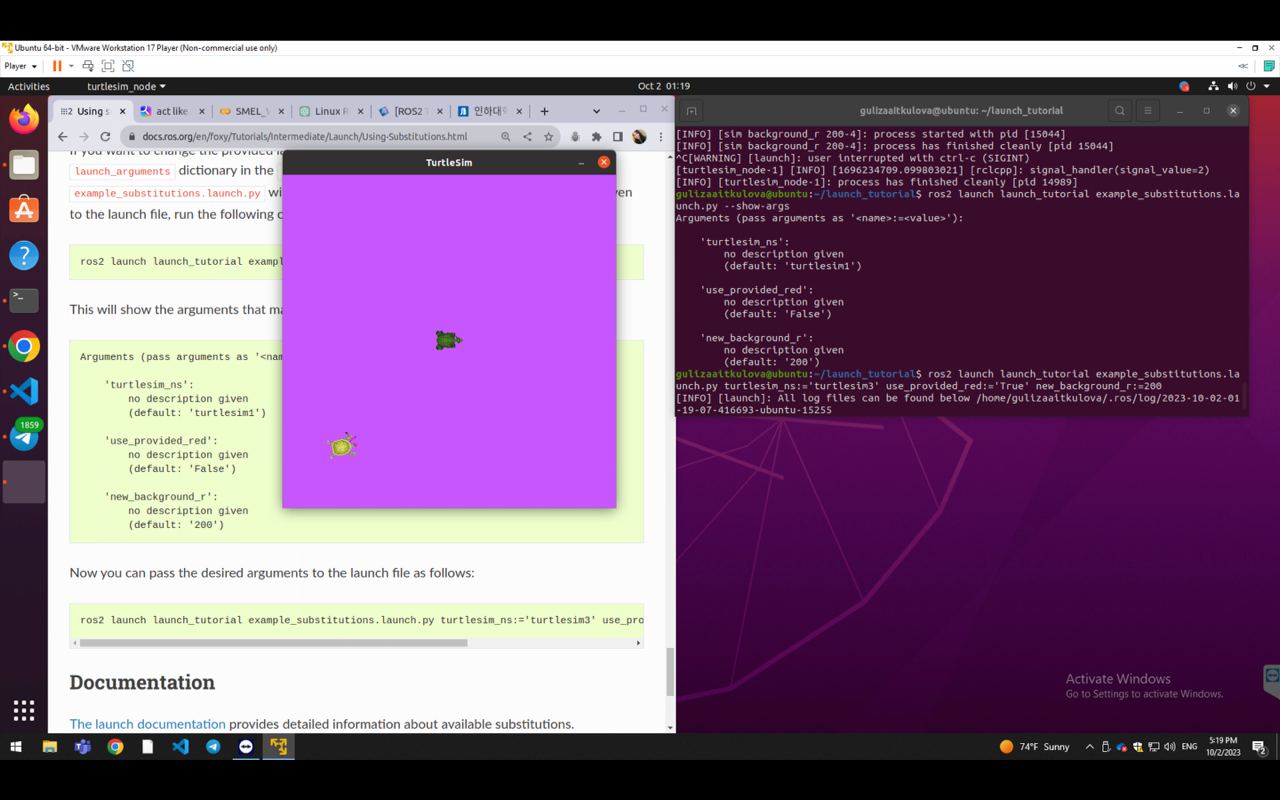 Ubuntu 64-bit - VMware Workstation 17 Player (Non-commercial use only)
Player
Activities
turtlesim_node
Oct 2 01:19
Using s
act like
SMEL_
Linux F
[ROS2
인하대
docs.ros.org/en/foxy/Tutorials/Intermediate/Launch/Using-Substitutions.html
If you want to change the provided la
launch_arguments dictionary in the
example_substitutions.launch.py wi
en
to the launch file, run the following c
ros2 launch launch_tutorial examp
This will show the arguments that ma
Arguments (pass arguments as '<nam
'turtlesim_ns':
no description given
(default: 'turtlesim1')
'use_provided_red':
no description given
(default: 'False')
'new_background_r':
no description given
(default: '200')
Now you can pass the desired arguments to the launch file as follows:
ros2 launch launch_tutorial example_substitutions.launch.py turtlesim_ns:='turtlesim3' use_pro
Documentation
The launch documentation provides detailed information about available substitutions.
TurtleSim
1859
gulizaaitkulova@ubuntu: ~/launch_tutorial
[INFO] [sim background_r 200-4]: process started with pid [15044]
[INFO] [sim background_r 200-4]: process has finished cleanly [pid 15044]
^C[WARNING] [launch]: user interrupted with ctrl-c (SIGINT)
[turtlesim_node-1] [INFO] [1696234709.099803021] [rclcpp]: signal_handler(signal_value=2)
[INFO] [turtlesim_node-1]: process has finished cleanly [pid 14989]
gulizaaitkulova@ubuntu:~/launch_tutorial$ ros2 launch launch_tutorial example_substitutions.la
unch.py --show-args
Arguments (pass arguments as '<name>:=<value>'):
'turtlesim_ns':
no description given
(default: 'turtlesim1')
'use_provided_red':
no description given
(default: 'False')
'new_background_r':
no description given
(default: '200')
gulizaaitkulova@ubuntu:~/launch_tutorial$ ros2 launch launch_tutorial example_substitutions.la
unch.py turtlesim_ns:='turtlesim3' use_provided_red:='True' new_background_r:=200
[INFO] [launch]: All log files can be found below /home/gulizaaitkulova/.ros/log/2023-10-02-01
-19-07-416693-ubuntu-15255
Activate Windows
Go to Settings to activate Windows.
74°F Sunny
ENG
5:19 PM
10/2/2023
2